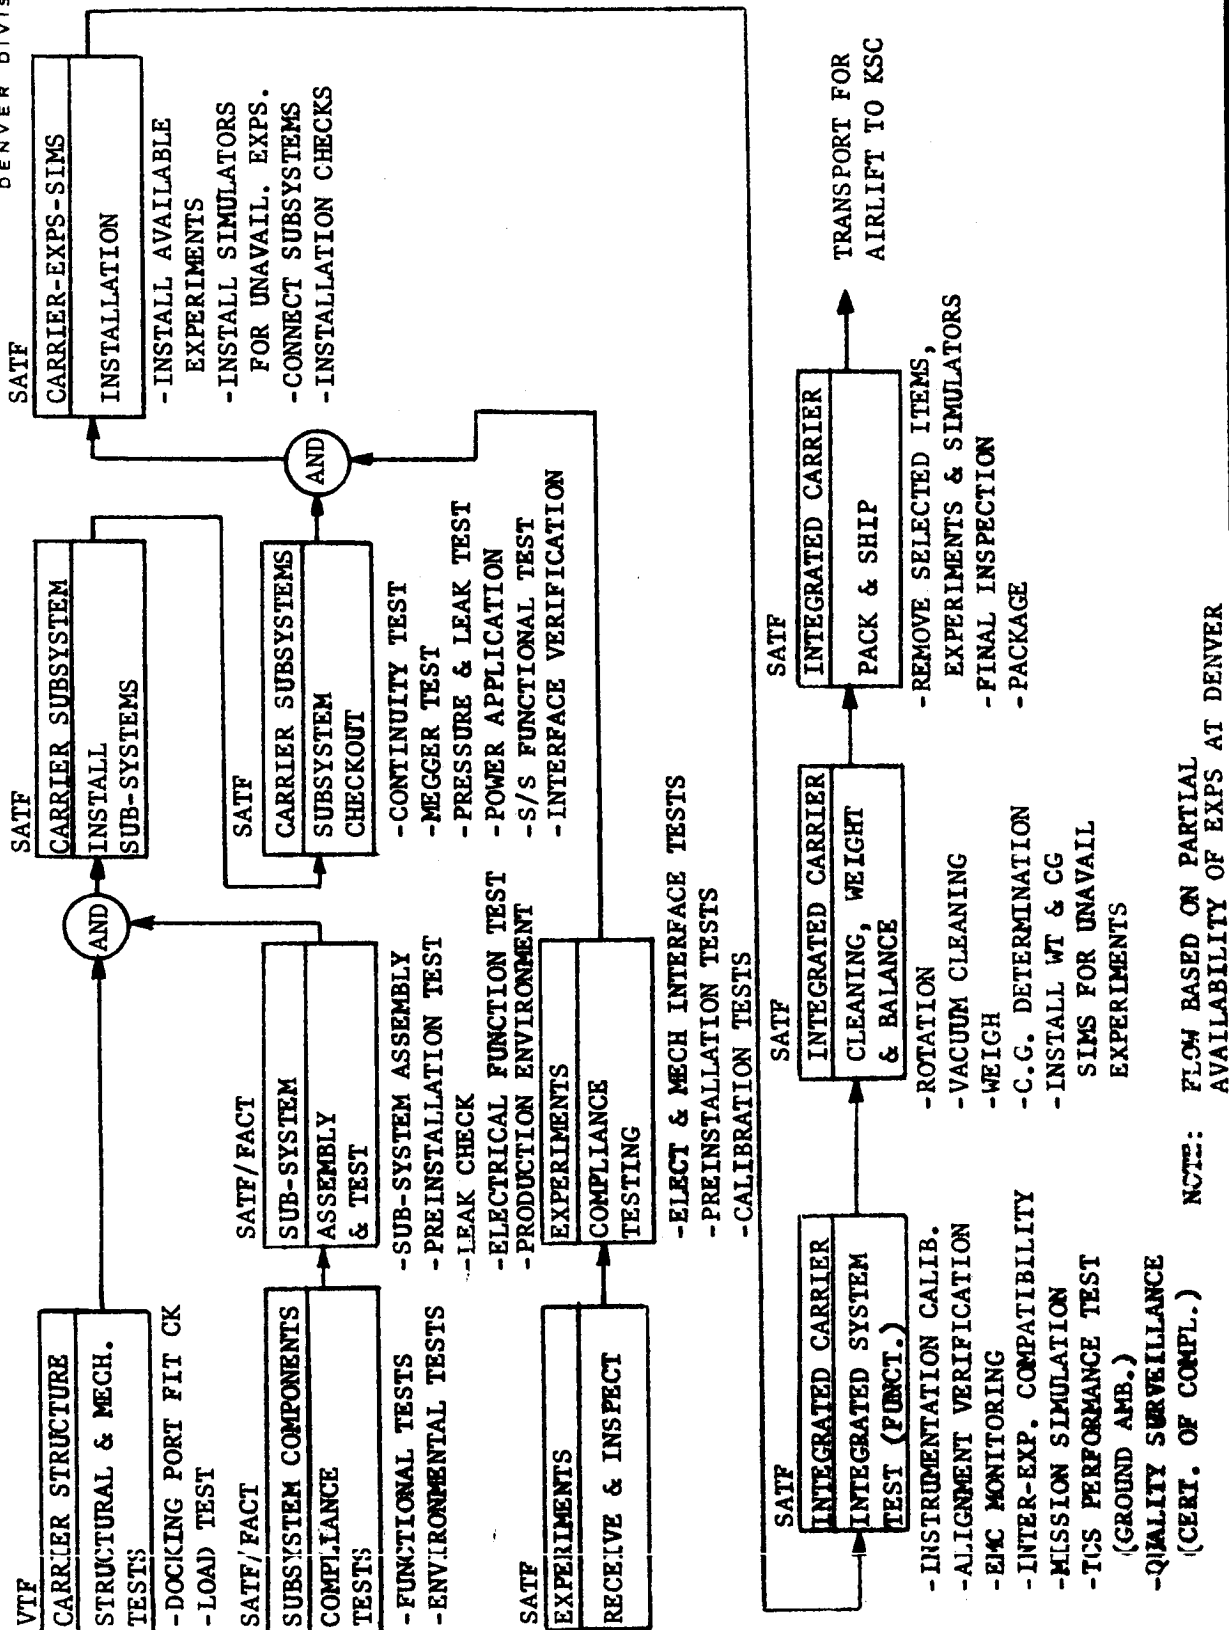 DENVER DIVIS
VTF
CARRIER STRUCTURE
STRUCTURAL & MECH.
TESTS
-DOCKING PORT FIT CK
-LOAD TEST
AND
SATF
CARRIER SUBSYSTEM
INSTALL
SUB-SYSTEMS
SATF
CARRIER-EXPS-SIMS
INSTALLATION
-INSTALL AVAILABLE
EXPERIMENTS
-INSTALL SIMULATORS
FOR UNAVAIL. EXPS.
-CONNECT SUBSYSTEMS
-INSTALLATION CHECKS
SATF/FACT
SUBSYSTEM COMPONENTS
COMPLIANCE
TESTS
-FUNCTIONAL TESTS
-ENVIRONMENTAL TESTS
SATF/FACT
SUB-SYSTEM
ASSEMBLY
& TEST
-SUB-SYSTEM ASSEMBLY
-PREINSTALLATION TEST
-LEAK CHECK
-ELECTRICAL FUNCTION TEST
-PRODUCTION ENVIRONMENT
SATF
CARRIER SUBSYSTEMS
SUBSYSTEM
CHECKOUT
-CONTINUITY TEST
-MEGGER TEST
-PRESSURE & LEAK TEST
-POWER APPLICATION
-S/S FUNCTIONAL TEST
-INTERFACE VERIFICATION
AND
SATF
EXPERIMENTS
RECEIVE & INSPECT
EXPERIMENTS
COMPLIANCE
TESTING
-ELECT & MECH INTERFACE TESTS
-PREINSTALLATION TESTS
-CALIBRATION TESTS
SATF
INTEGRATED CARRIER
INTEGRATED SYSTEM
TEST (FUNCT.)
-INSTRUMENTATION CALIB.
-ALIGNMENT VERIFICATION
-EMC MONITORING
-INTER-EXP. COMPATIBILITY
-MISSION SIMULATION
-TCS PERFORMANCE TEST
(GROUND AMB.)
-QUALITY SURVEILLANCE
(CERT. OF COMPL.)
SATF
INTEGRATED CARRIER
CLEANING, WEIGHT
& BALANCE
-ROTATION
-VACUUM CLEANING
-WEIGH
-C.G. DETERMINATION
-INSTALL WT & CG
SIMS FOR UNAVAIL
EXPERIMENTS
SATF
INTEGRATED CARRIER
PACK & SHIP
-REMOVE SELECTED ITEMS,
EXPERIMENTS & SIMULATORS
-FINAL INSPECTION
-PACKAGE
TRANSPORT FOR
AIRLIFT TO KSC
NOTE: FLOW BASED ON PARTIAL
AVAILABILITY OF EXPS AT DENVER